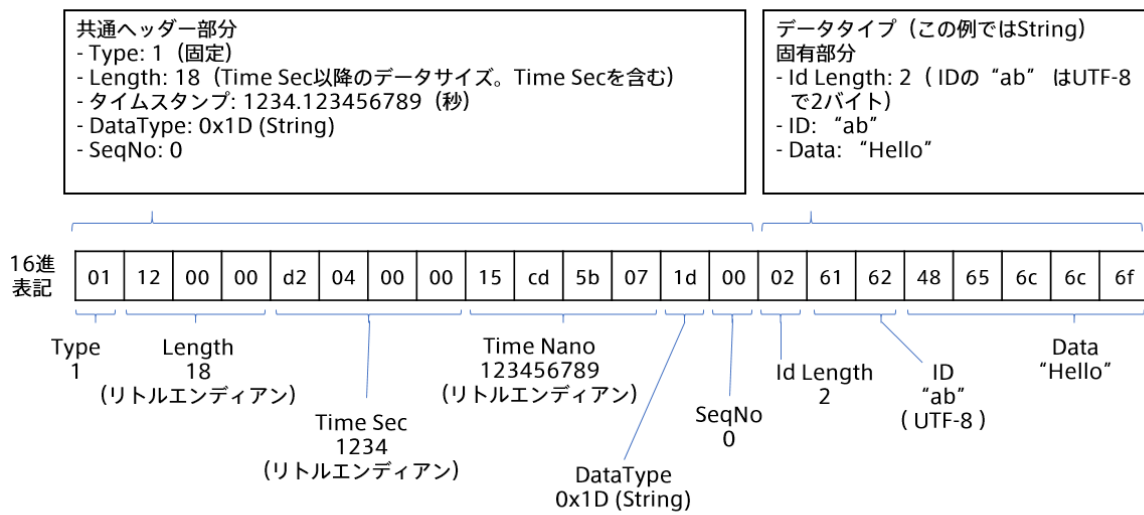 共通ヘッダー部分
- Type: 1（固定）
- Length: 18（Time Sec以降のデータサイズ。Time Secを含む）
- タイムスタンプ: 1234.123456789（秒）
- DataType: 0x1D (String)
- SeqNo: 0
データタイプ（この例ではString）
固有部分
- Id Length: 2（ IDの“ab” はUTF-8
で2バイト）
- ID: “ab”
- Data: “Hello”
16進
表記
01 12 00 00 d2 04 00 00 15 cd 5b 07 1d 00 02 61 62 48 65 6c 6c 6f
Type
1
Length
18
（リトルエンディアン）
Time Sec
1234
（リトルエンディアン）
Time Nano
123456789
（リトルエンディアン）
DataType
0x1D (String)
SeqNo
0
Id Length
2
ID
“ab”
（ UTF-8 ）
Data
“Hello”